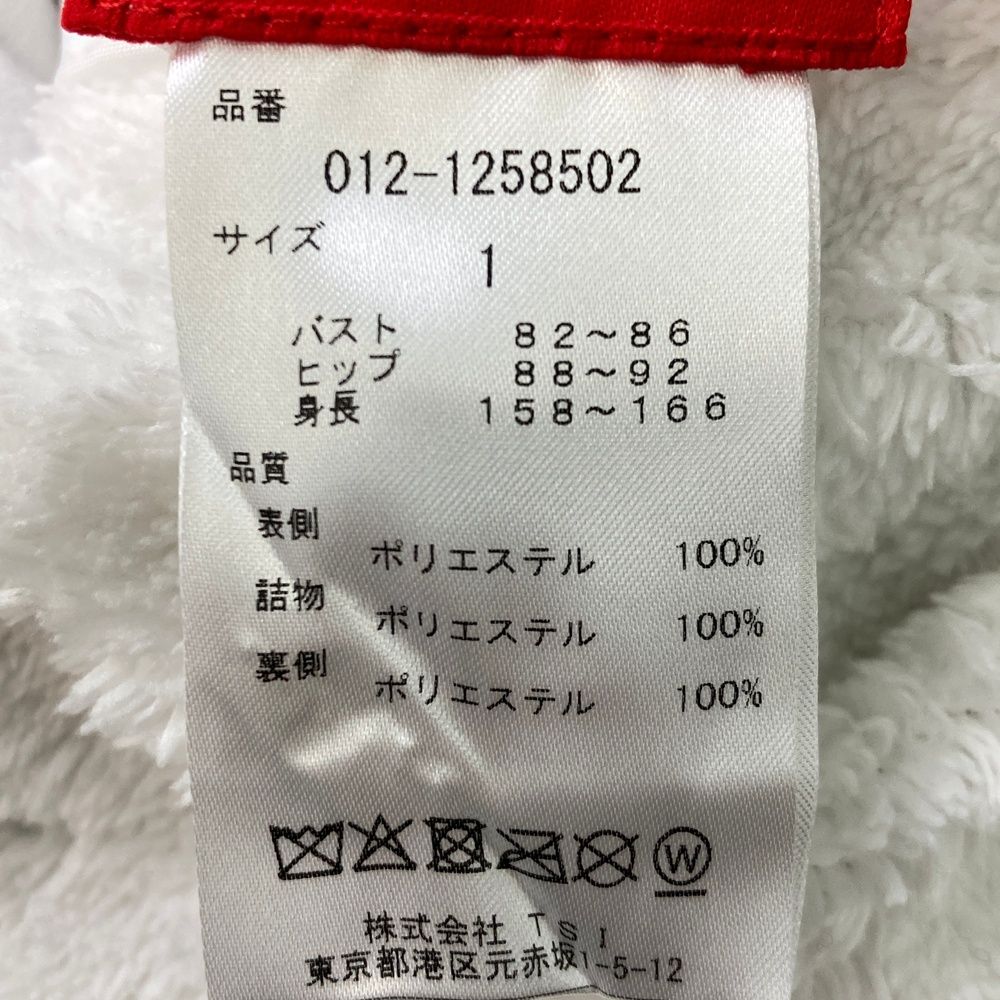 品番
012-1258502
サイズ
1
バスト 82～86
ヒップ 88～92
身長 158～166
品質
表側
ポリエステル 100%
詰物
ポリエステル 100%
裏側
ポリエステル 100%
W
株式会社 TSI
東京都港区元赤坂1-5-12